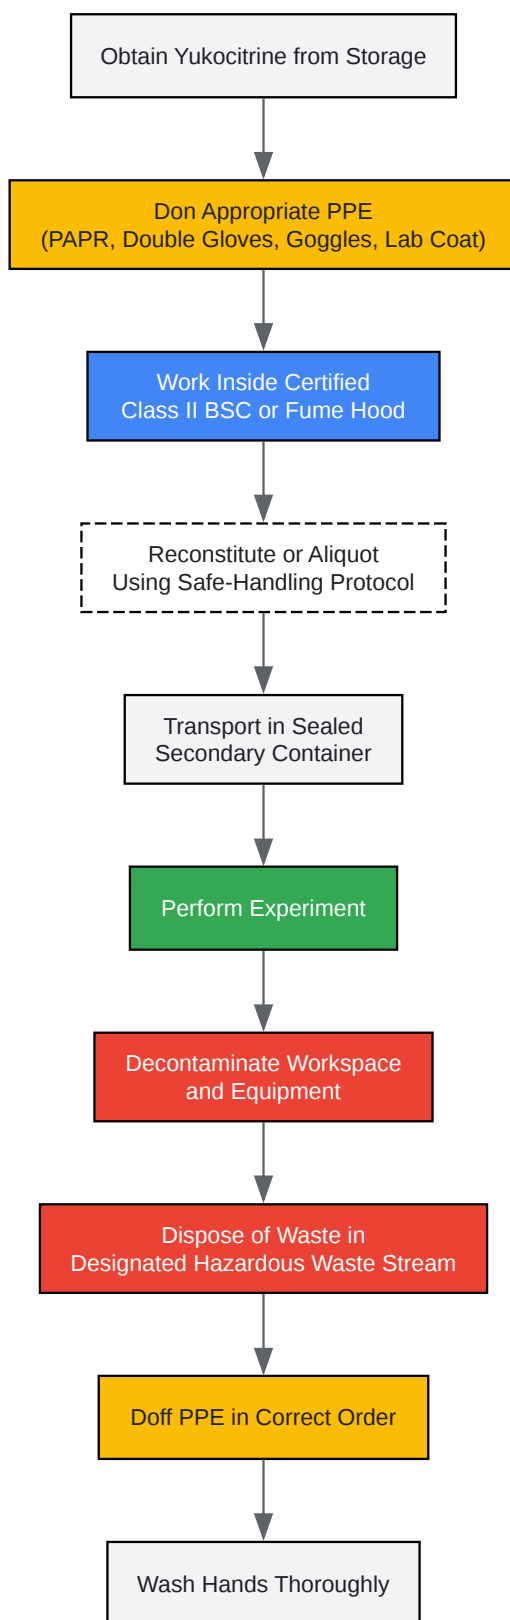 Obtain Yukocitrine from Storage
Don Appropriate PPE
(PAPR, Double Gloves, Goggles, Lab Coat)
Work Inside Certified
Class II BSC or Fume Hood
Reconstitute or Aliquot
Using Safe-Handling Protocol
Transport in Sealed
Secondary Container
Perform Experiment
Decontaminate Workspace
and Equipment
Dispose of Waste in
Designated Hazardous Waste Stream
Doff PPE in Correct Order
Wash Hands Thoroughly